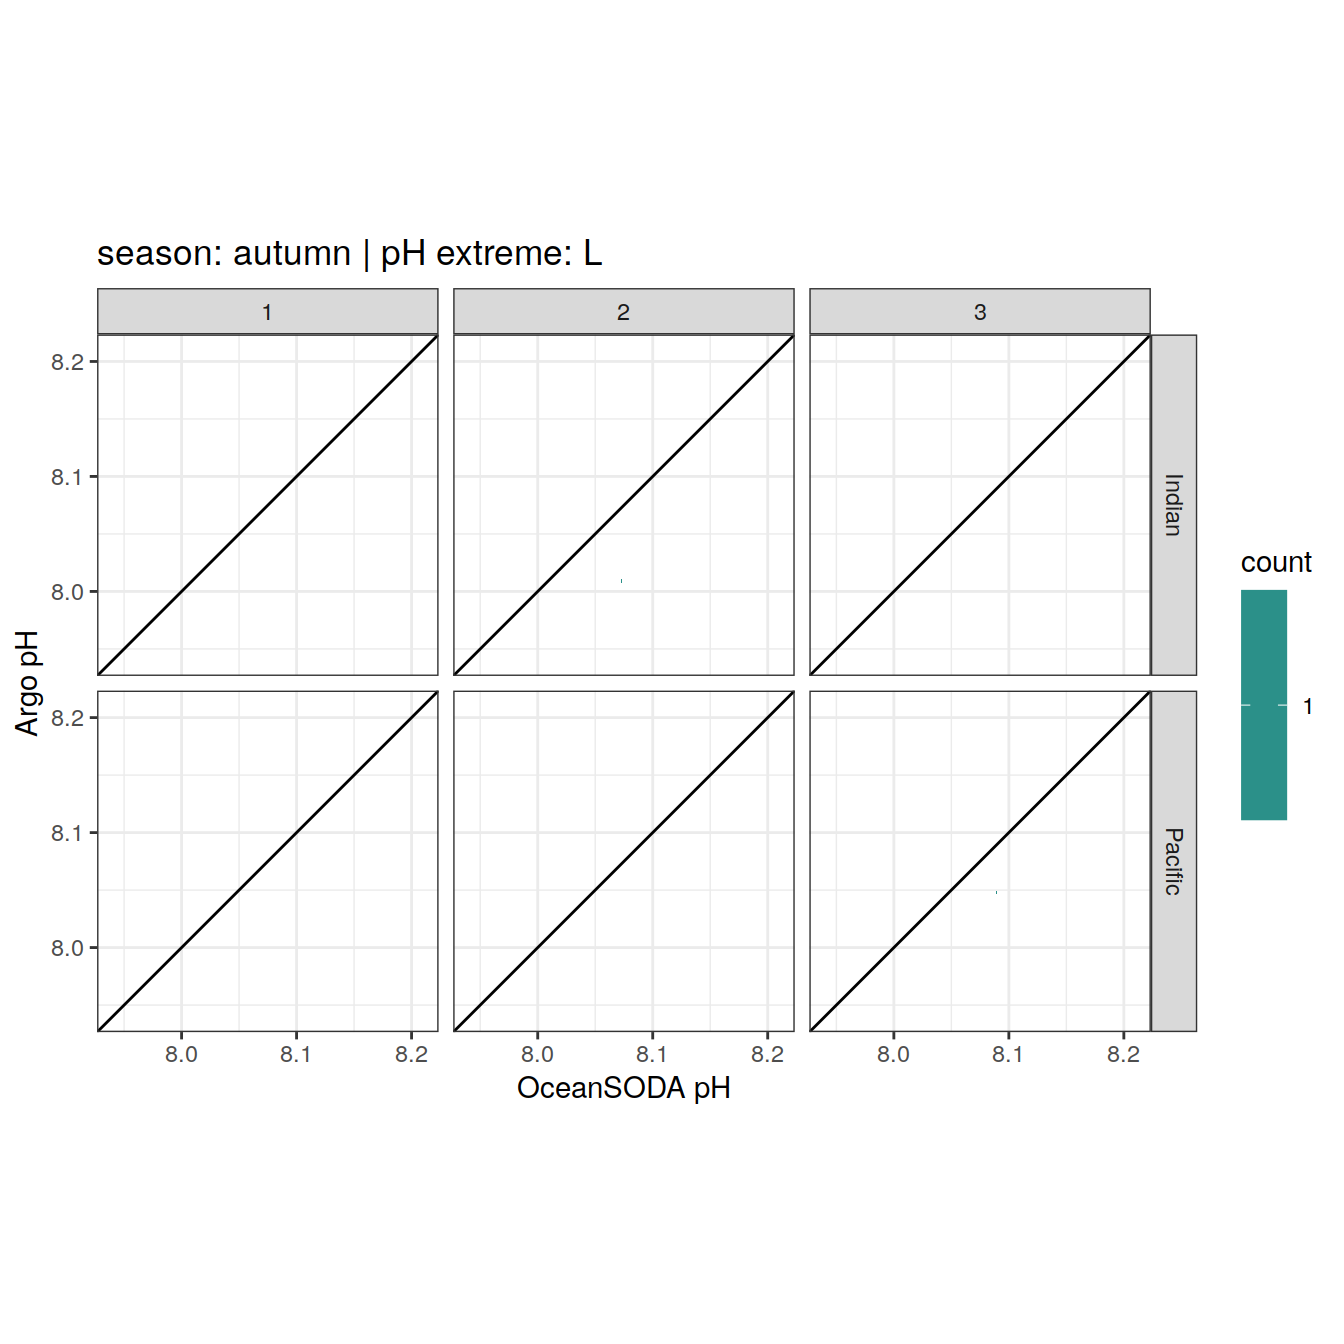 season: autumn | pH extreme: L
1 2 3
8.2
8.1
8.0
Indian
8.2
8.1
8.0
Pacific
Argo pH
8.0 8.1 8.2 8.0 8.1 8.2 8.0 8.1 8.2
OceanSODA pH
count
1